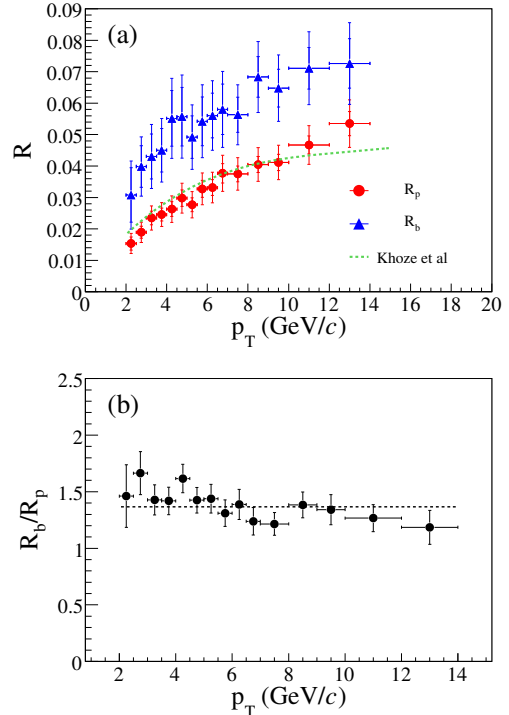 0.09
(a)
0.08
0.07
0.06
0.05
R
0.04
R_p
0.03
R_b
0.02
Khoze et al
0.01
0
0 2 4 6 8 10 12 14 16 18 20
p_T (GeV/c)
2.5
(b)
2
1.5
R_b/R_p
1
0.5
0
2 4 6 8 10 12 14
p_T (GeV/c)